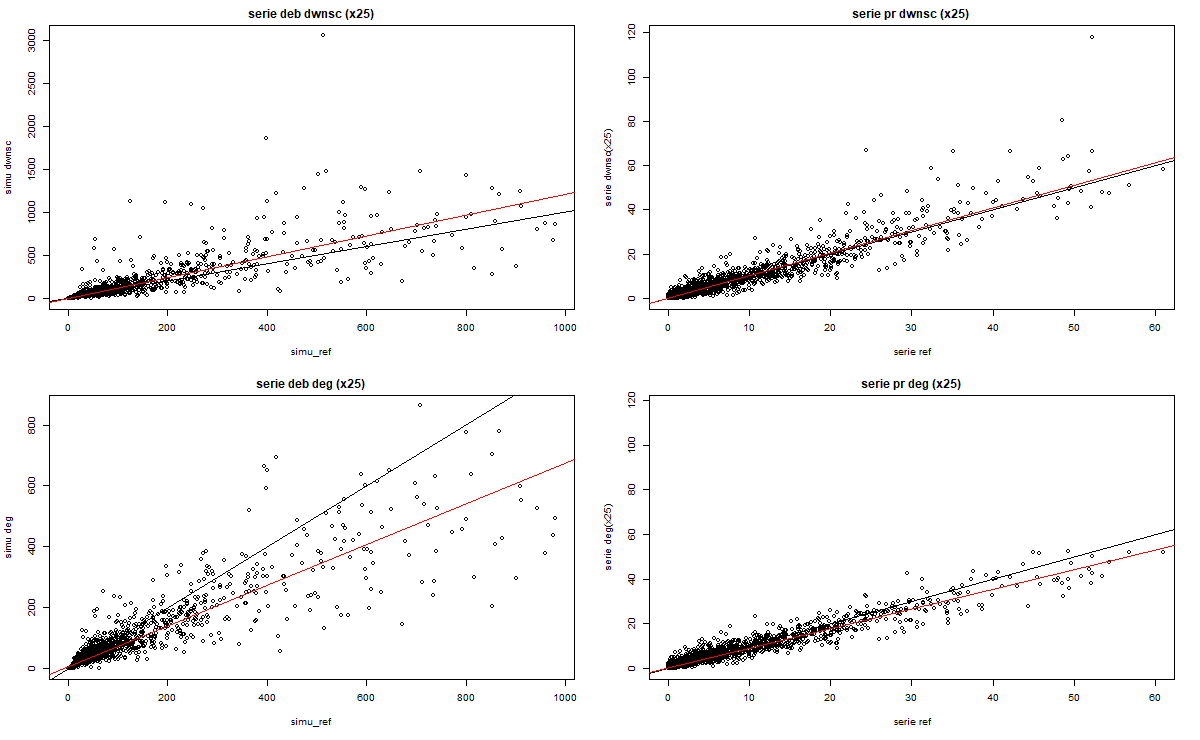 serie deb dwnsc (x25)
simu dwnsc
3000
2500
2000
1500
1000
500
0
0 200 400 600 800 1000
simu_ref
serie pr dwnsc (x25)
serie dwnsc(x25)
120
100
80
60
40
20
0
0 10 20 30 40 50 60
serie ref
serie deb deg (x25)
simu deg
800
600
400
200
0
0 200 400 600 800 1000
simu_ref
serie pr deg (x25)
serie deg(x25)
120
100
80
60
40
20
0
0 10 20 30 40 50 60
serie ref